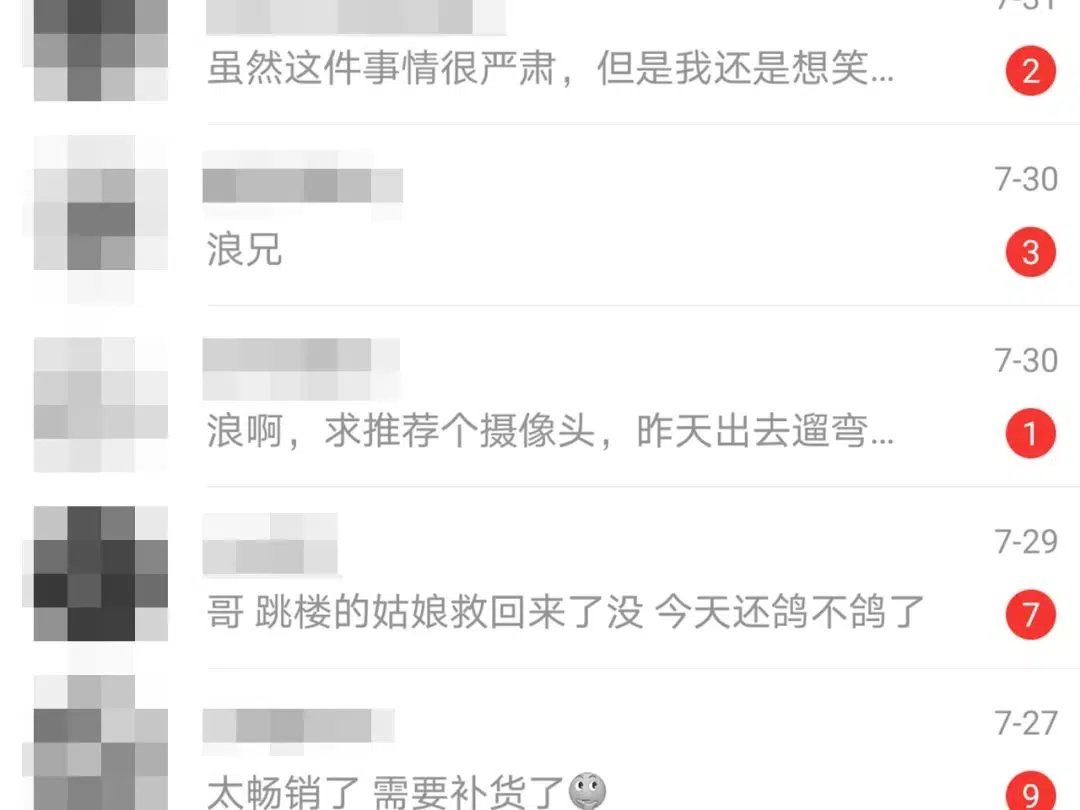 7-31
虽然这件事情很严肃，但是我还是想笑...
2
7-30
浪兄
3
7-30
浪啊，求推荐个摄像头，昨天出去遛弯...
1
7-29
哥 跳楼的姑娘救回来了没 今天还鸽不鸽了
7
7-27
太畅销了 需要补货了
9